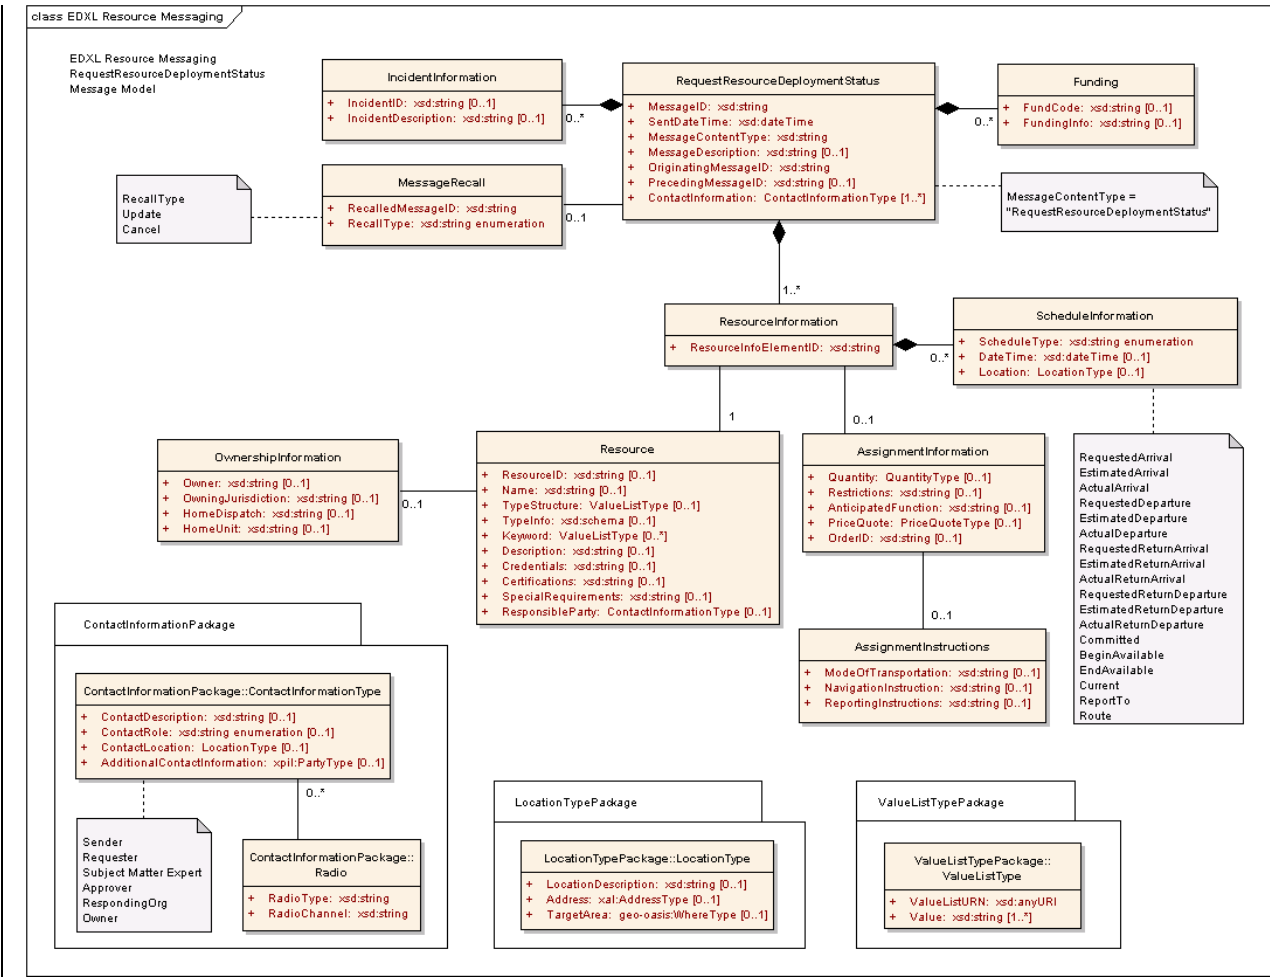 class EDXL Resource Messaging
EDXL Resource Messaging
RequestResourceDeploymentStatus
Message Model
IncidentInformation
+ IncidentID: xsd:string [0..1]
+ IncidentDescription: xsd:string [0..1]
0..*
RequestResourceDeploymentStatus
+ MessageID: xsd:string
+ SentDateTime: xsd:dateTime
+ MessageContentType: xsd:string
+ MessageDescription: xsd:string [0..1]
+ OriginatingMessageID: xsd:string
+ PrecedingMessageID: xsd:string [0..1]
+ ContactInformation: ContactInformationType [1..*]
Funding
+ FundCode: xsd:string [0..1]
+ FundingInfo: xsd:string [0..1]
0..*
RecallType
Update
Cancel
MessageRecall
+ RecalledMessageID: xsd:string
+ RecallType: xsd:string enumeration
0..1
MessageContentType =
"RequestResourceDeploymentStatus"
1..*
ResourceInformation
+ ResourceInfoElementID: xsd:string
0..*
ScheduleInformation
+ ScheduleType: xsd:string enumeration
+ DateTime: xsd:dateTime [0..1]
+ Location: LocationType [0..1]
1
0..1
OwnershipInformation
+ Owner: xsd:string [0..1]
+ OwningJurisdiction: xsd:string [0..1]
+ HomeDispatch: xsd:string [0..1]
+ HomeUnit: xsd:string [0..1]
0..1
Resource
+ ResourceID: xsd:string [0..1]
+ Name: xsd:string [0..1]
+ TypeStructure: ValueListType [0..1]
+ TypeInfo: xsd:schema [0..1]
+ Keyword: ValueListType [0..*]
+ Description: xsd:string [0..1]
+ Credentials: xsd:string [0..1]
+ Certifications: xsd:string [0..1]
+ SpecialRequirements: xsd:string [0..1]
+ ResponsibleParty: ContactInformationType [0..1]
AssignmentInformation
+ Quantity: QuantityType [0..1]
+ Restrictions: xsd:string [0..1]
+ AnticipatedFunction: xsd:string [0..1]
+ PriceQuote: PriceQuoteType [0..1]
+ OrderID: xsd:string [0..1]
0..1
AssignmentInstructions
+ ModeOfTransportation: xsd:string [0..1]
+ NavigationInstruction: xsd:string [0..1]
+ ReportingInstructions: xsd:string [0..1]
RequestedArrival
EstimatedArrival
ActualArrival
RequestedDeparture
EstimatedDeparture
ActualDeparture
RequestedReturnArrival
EstimatedReturnArrival
ActualReturnArrival
RequestedReturnDeparture
EstimatedReturnDeparture
ActualReturnDeparture
Committed
BeginAvailable
EndAvailable
Current
ReportTo
Route
ContactInformationPackage
ContactInformationPackage::ContactInformationType
+ ContactDescription: xsd:string [0..1]
+ ContactRole: xsd:string enumeration [0..1]
+ ContactLocation: LocationType [0..1]
+ AdditionalContactInformation: xpil:PartyType [0..1]
0..*
Sender
Requester
Subject Matter Expert
Approver
RespondingOrg
Owner
ContactInformationPackage::
Radio
+ RadioType: xsd:string
+ RadioChannel: xsd:string
LocationTypePackage
LocationTypePackage::LocationType
+ LocationDescription: xsd:string [0..1]
+ Address: xal:AddressType [0..1]
+ TargetArea: geo-oasis:WhereType [0..1]
ValueListTypePackage
ValueListTypePackage::
ValueListType
+ ValueListURN: xsd:anyURI
+ Value: xsd:string [1..*]